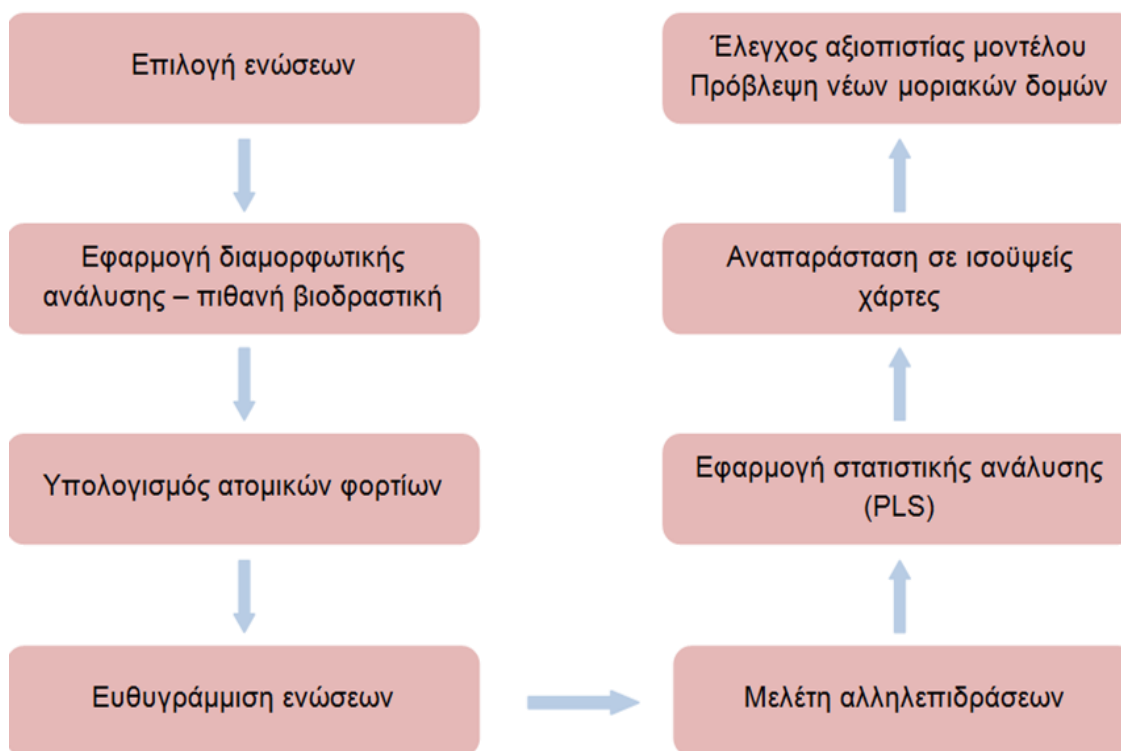 Επιλογή ενώσεων
Εφαρμογή διαμορφωτικής
ανάλυσης – πιθανή βιοδραστική
Υπολογισμός ατομικών φορτίων
Ευθυγράμμιση ενώσεων
Μελέτη αλληλεπιδράσεων
Εφαρμογή στατιστικής ανάλυσης
(PLS)
Αναπαράσταση σε ισοϋψείς
χάρτες
Έλεγχος αξιοπιστίας μοντέλου
Πρόβλεψη νέων μοριακών δομών